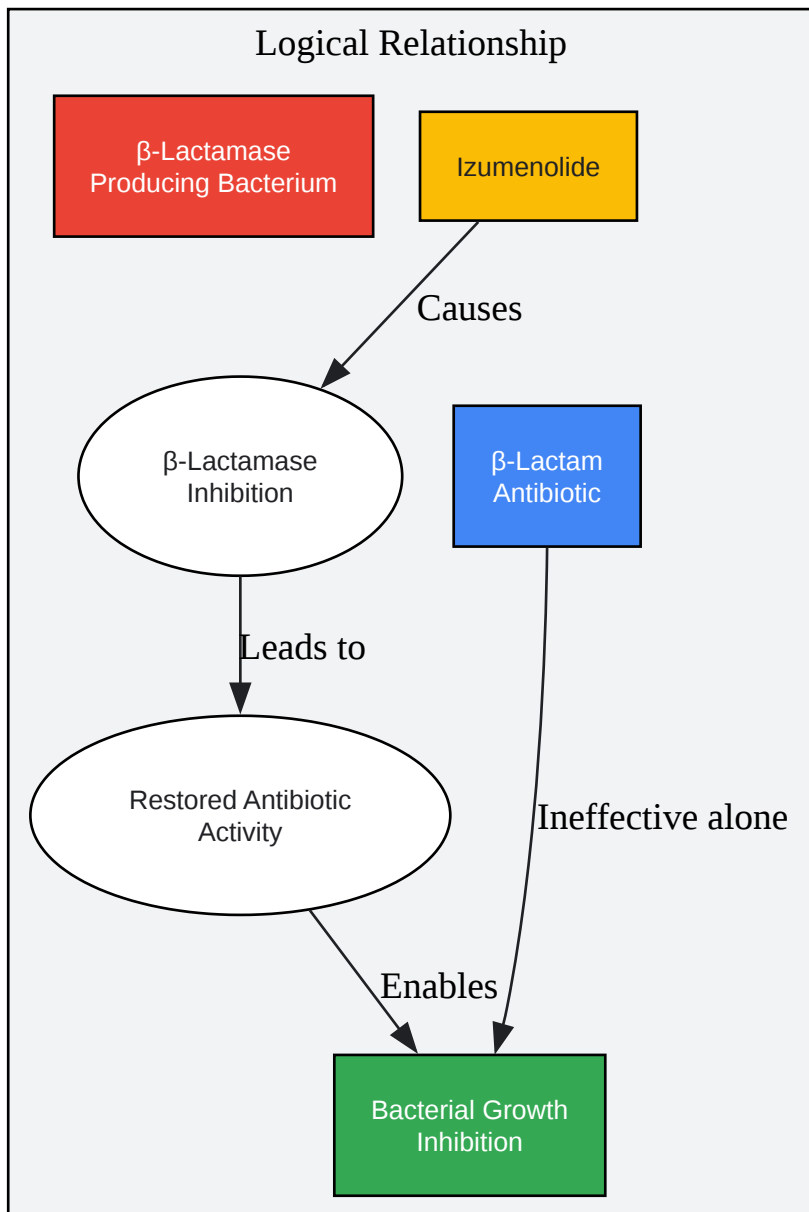 Logical Relationship
β-Lactamase
Producing Bacterium
Izumenolide
Causes
β-Lactamase
Inhibition
β-Lactam
Antibiotic
Leads to
Restored Antibiotic
Activity
Ineffective alone
Enables
Bacterial Growth
Inhibition